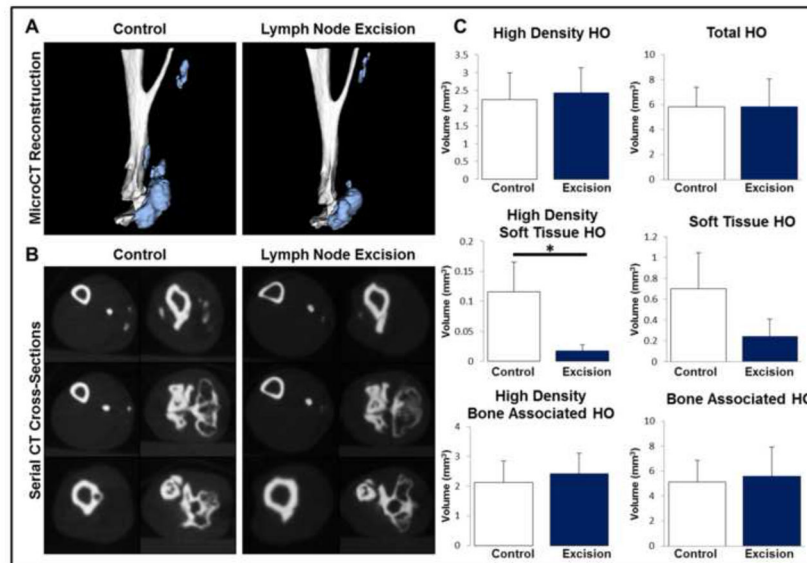 A
Control
Lymph Node Excision
MicroCT Reconstruction
B
Control
Lymph Node Excision
Serial CT Cross-Sections
C
High Density HO
Volume (mm³)
3.5
3
2.5
2
1.5
1
0.5
0
Control
Excision
Total HO
Volume (mm³)
10
8
6
4
2
0
Control
Excision
High Density
Soft Tissue HO
*
Volume (mm³)
0.15
0.1
0.05
0
Control
Excision
Soft Tissue HO
Volume (mm³)
1.2
1
0.8
0.6
0.4
0.2
0
Control
Excision
High Density
Bone Associated HO
Volume (mm³)
4
3
2
1
0
Control
Excision
Bone Associated HO
Volume (mm³)
10
8
6
4
2
0
Control
Excision